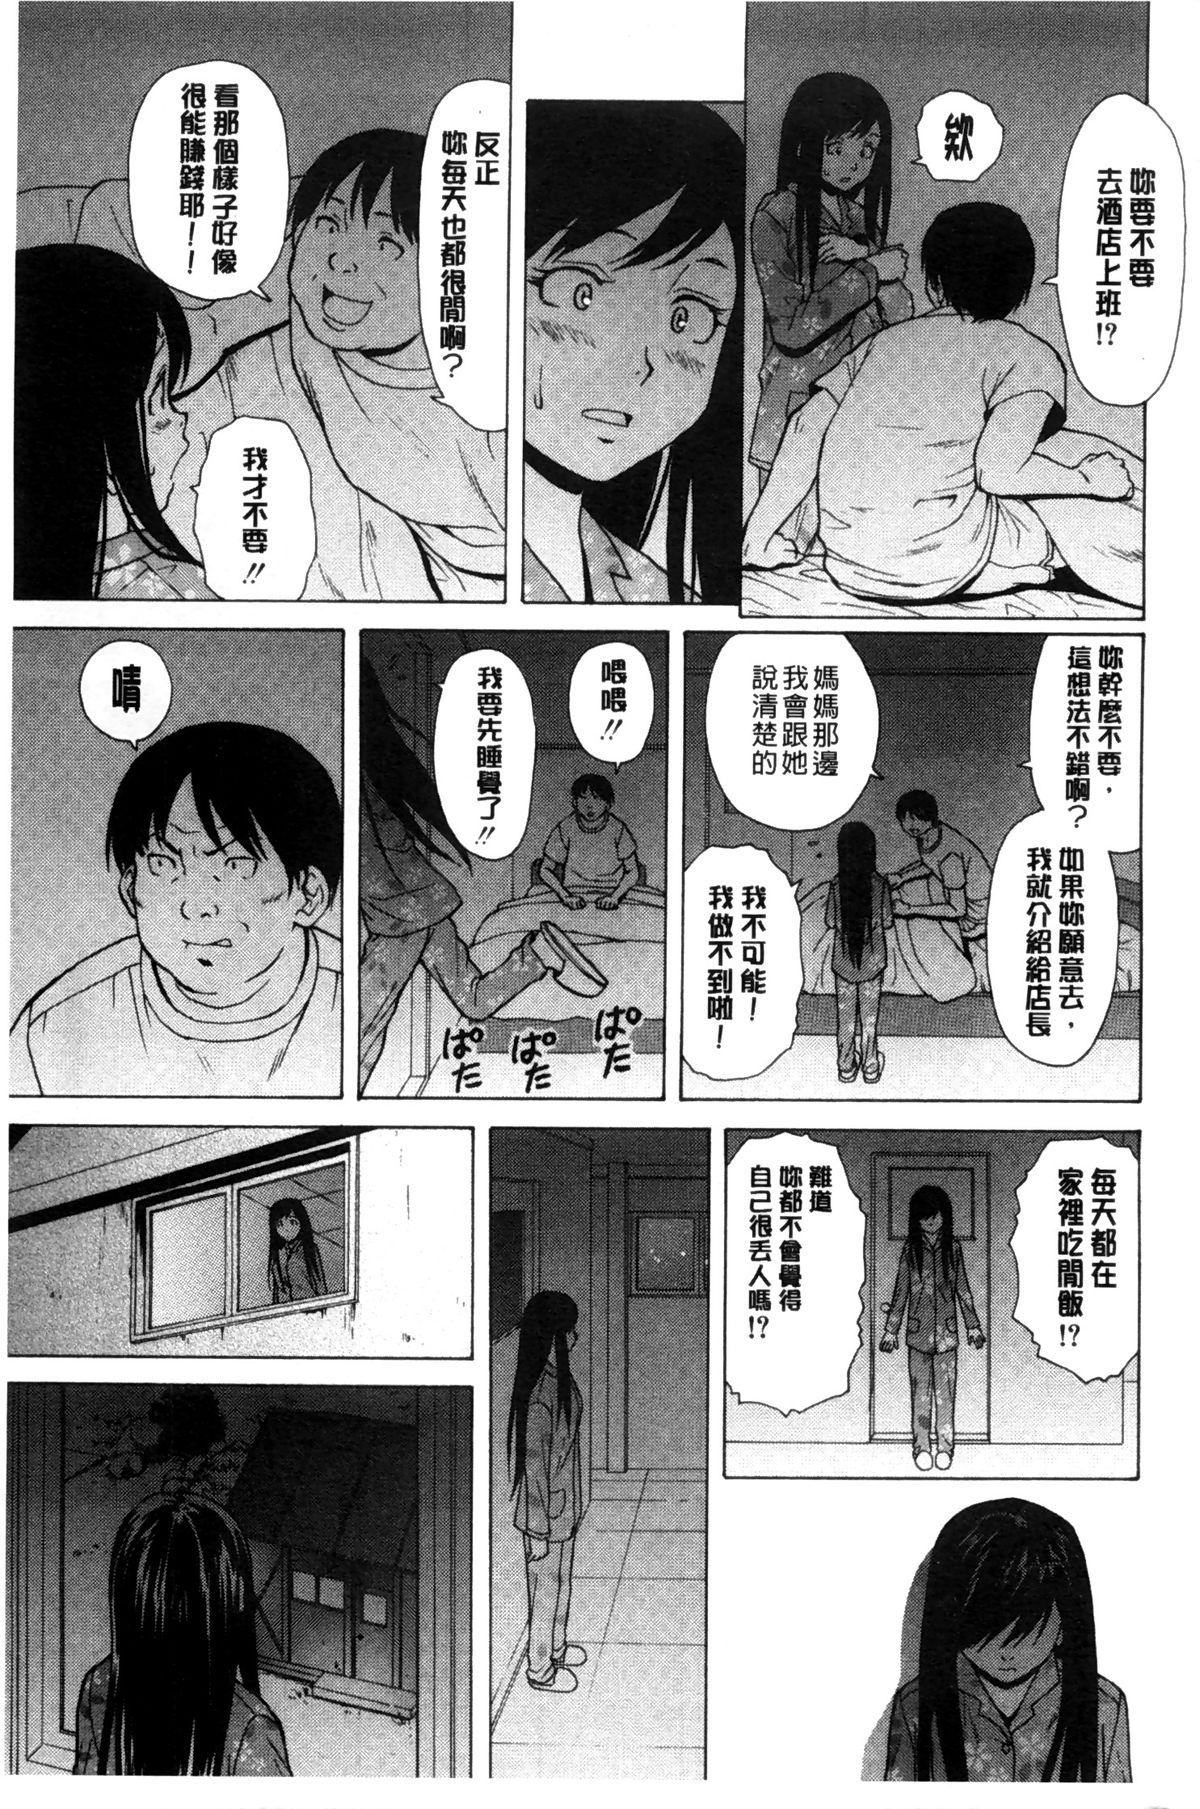 妳要不要
去酒店上班!?
欸
反正
妳每天也都很閒啊？
看那個樣子好像
很能賺錢耶！！
我才不要!!
妳幹麼不要，
這想法不錯啊？
如果妳願意去，
我就介紹給店長
媽媽那邊
我會跟她
說清楚的
我不可能！
我做不到啦！
喂
喂!!
我要先睡覺了!!
ぱた
ぱた
ぱた
嘖
每天都在
家裡吃閒飯!?
難道
妳都不會覺得
自己很丟人嗎!?